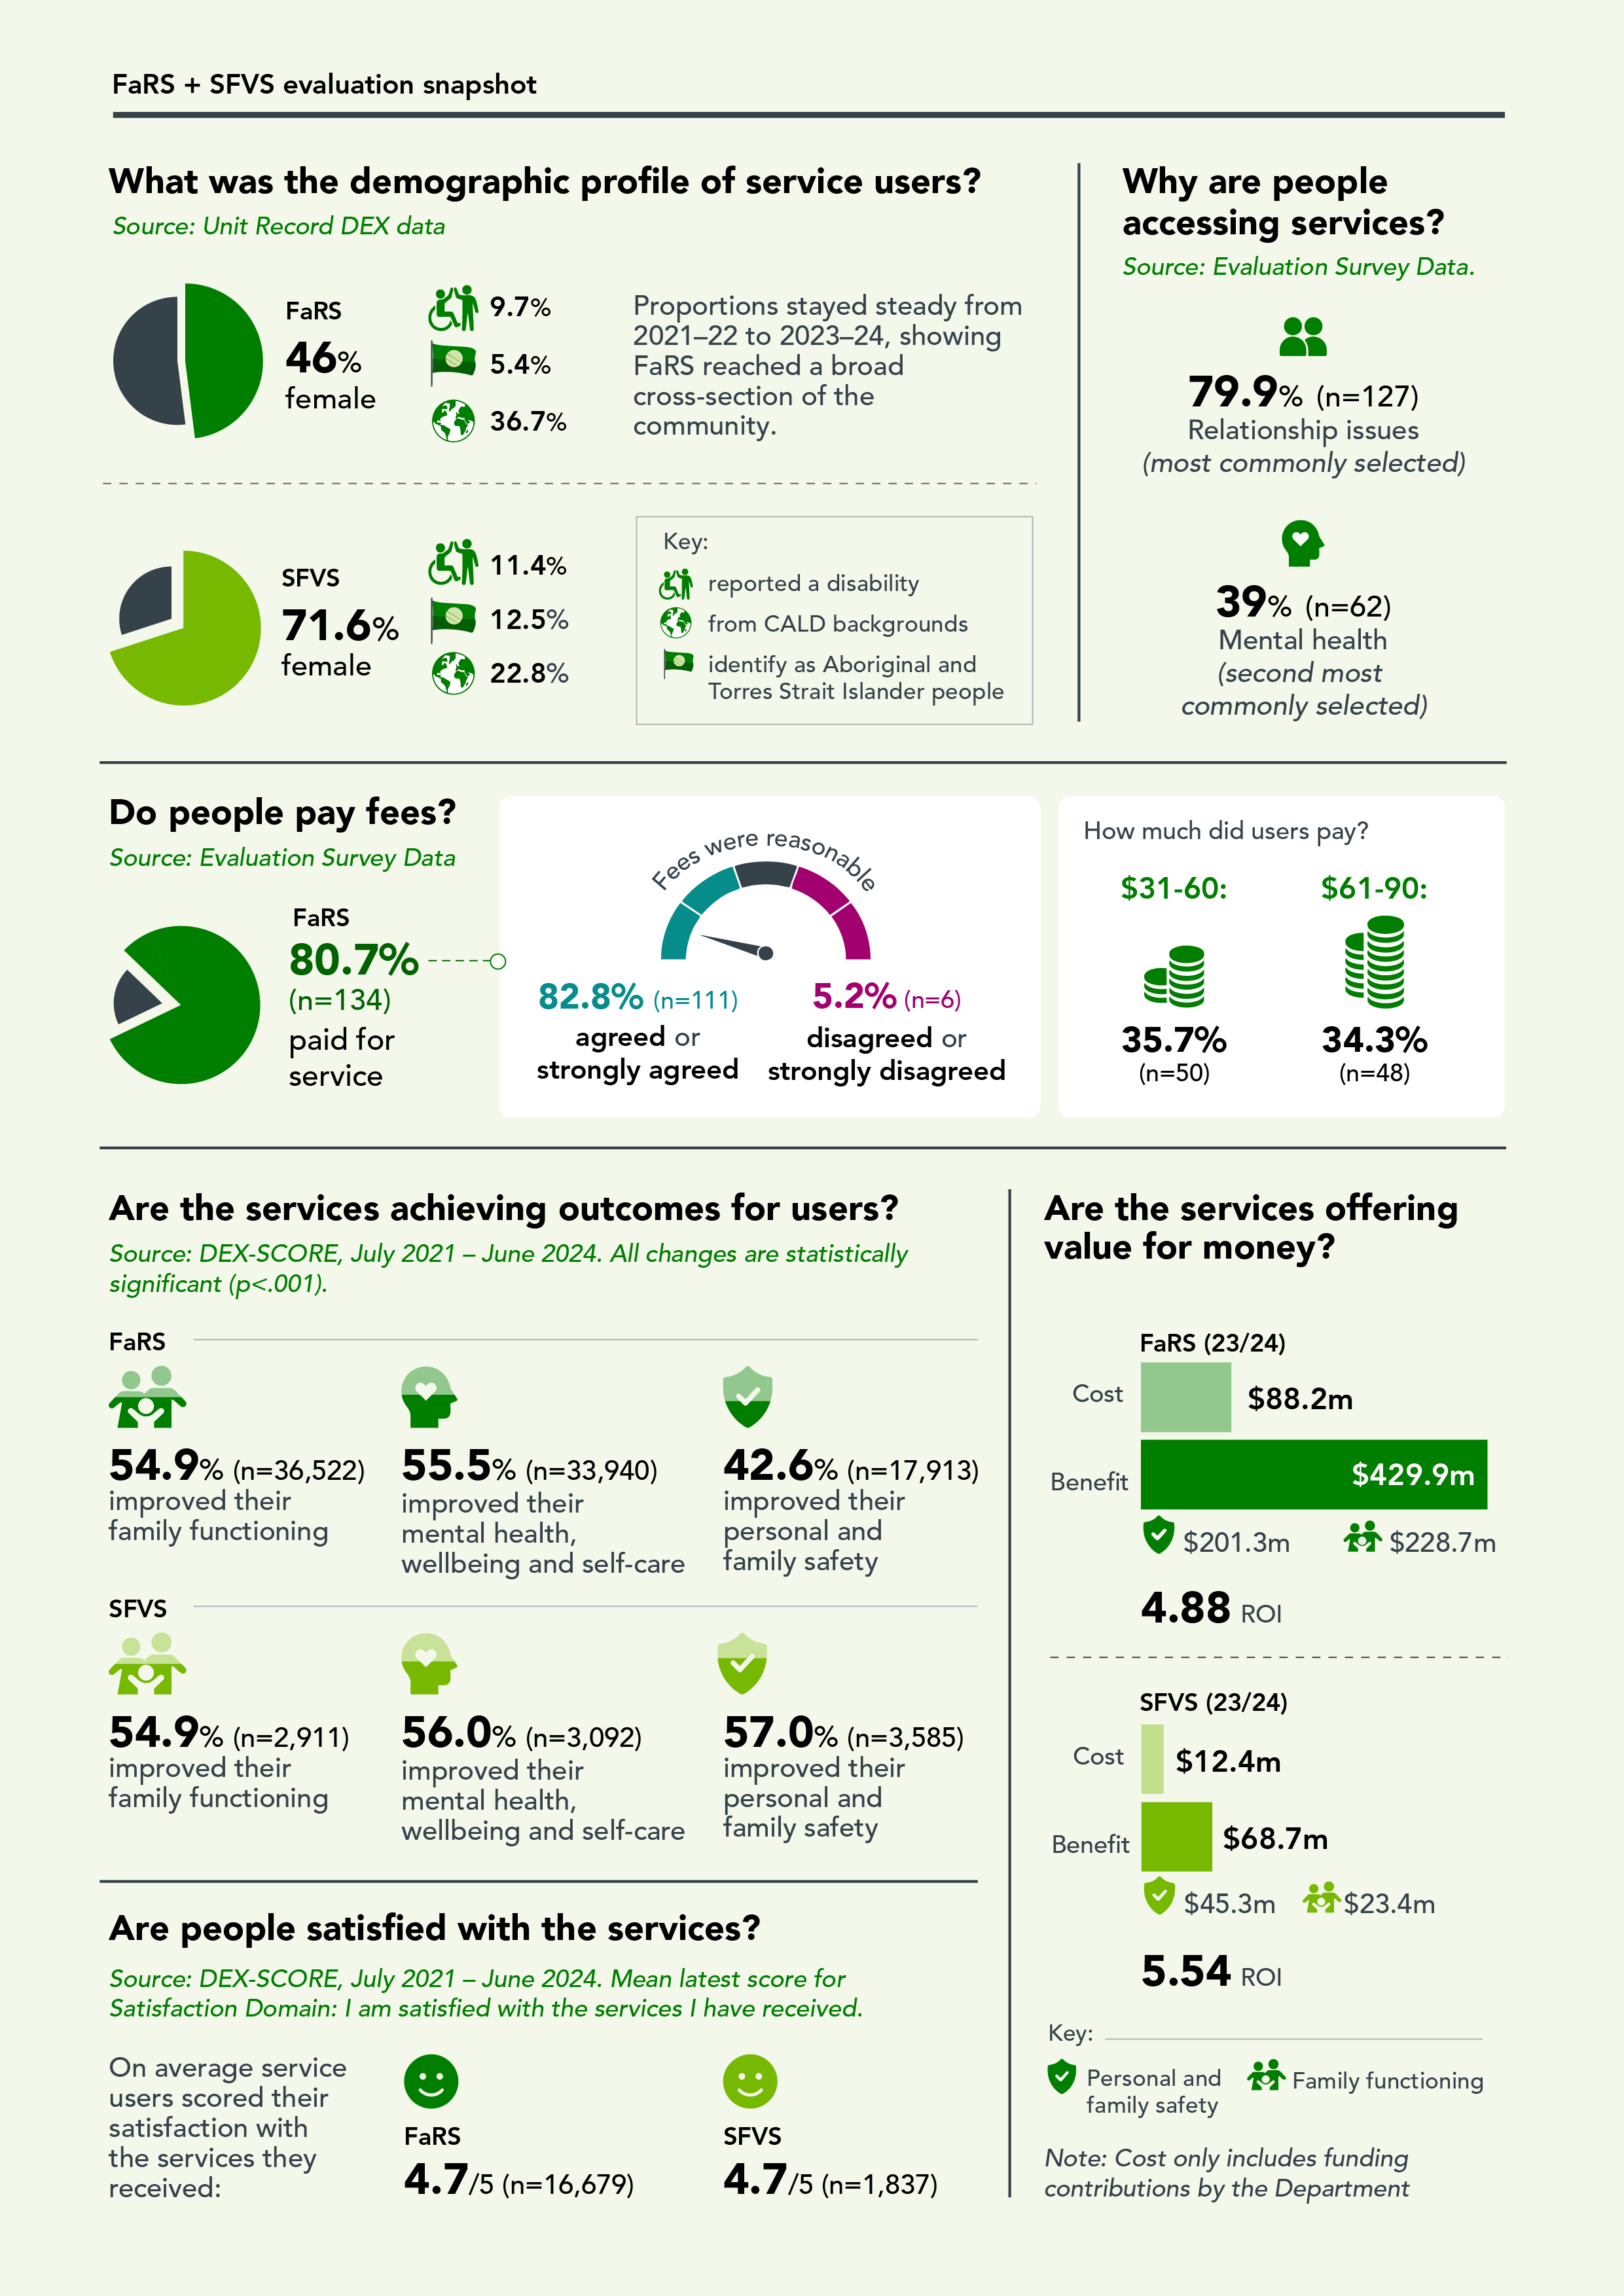 FaRS + SFVS evaluation snapshot
What was the demographic profile of service users?
Source: Unit Record DEX data
FaRS
46%
female
9.7%
5.4%
36.7%
Proportions stayed steady from
2021–22 to 2023–24, showing
FaRS reached a broad
cross-section of the
community.
SFVS
71.6%
female
11.4%
12.5%
22.8%
Key:
reported a disability
from CALD backgrounds
identify as Aboriginal and
Torres Strait Islander people
Why are people
accessing services?
Source: Evaluation Survey Data.
79.9% (n=127)
Relationship issues
(most commonly selected)
39% (n=62)
Mental health
(second most
commonly selected)
Do people pay fees?
Source: Evaluation Survey Data
FaRS
80.7%
(n=134)
paid for
service
Fees were reasonable
82.8% (n=111)
agreed or
strongly agreed
5.2% (n=6)
disagreed or
strongly disagreed
How much did users pay?
$31-60:
35.7%
(n=50)
$61-90:
34.3%
(n=48)
Are the services achieving outcomes for users?
Source: DEX-SCORE, July 2021 – June 2024. All changes are statistically
significant (p<.001).
FaRS
54.9% (n=36,522)
improved their
family functioning
55.5% (n=33,940)
improved their
mental health,
wellbeing and self-care
42.6% (n=17,913)
improved their
personal and
family safety
SFVS
54.9% (n=2,911)
improved their
family functioning
56.0% (n=3,092)
improved their
mental health,
wellbeing and self-care
57.0% (n=3,585)
improved their
personal and
family safety
Are people satisfied with the services?
Source: DEX-SCORE, July 2021 – June 2024. Mean latest score for
Satisfaction Domain: I am satisfied with the services I have received.
On average service
users scored their
satisfaction with
the services they
received:
FaRS
4.7/5 (n=16,679)
SFVS
4.7/5 (n=1,837)
Are the services offering
value for money?
FaRS (23/24)
Cost $88.2m
Benefit $429.9m
$201.3m $228.7m
4.88 ROI
SFVS (23/24)
Cost $12.4m
Benefit $68.7m
$45.3m $23.4m
5.54 ROI
Key:
Personal and
family safety
Family functioning
Note: Cost only includes funding
contributions by the Department